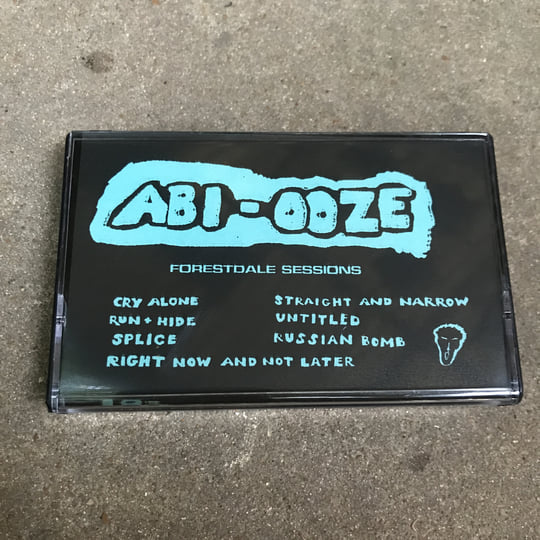 ABI-OOZE
FORESTDALE SESSIONS
CRY ALONE
RUN + HIDE
SPLICE
RIGHT NOW AND NOT LATER
STRAIGHT AND NARROW
UNTITLED
RUSSIAN BOMB